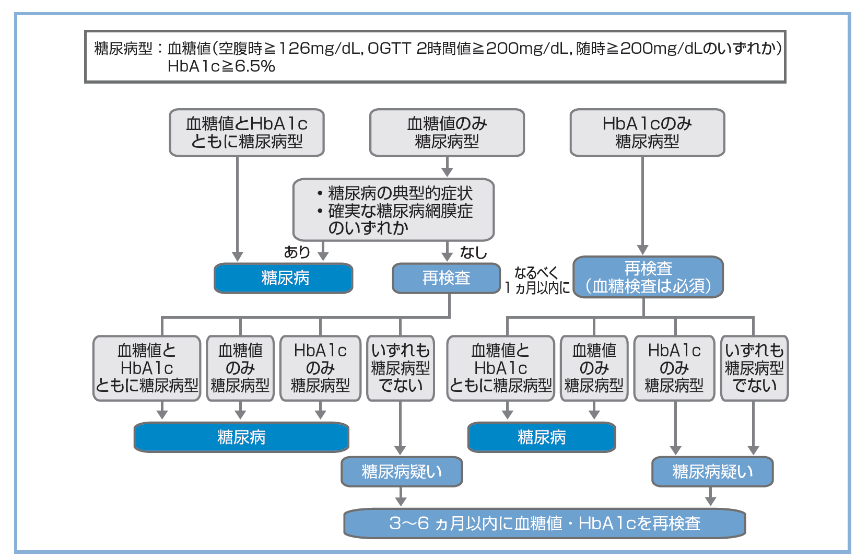 糖尿病型：血糖値（空腹時≧126mg/dL，OGTT 2時間値≧200mg/dL，随時≧200mg/dLのいずれか）
HbA1c≧6.5%
血糖値とHbA1c
ともに糖尿病型
血糖値のみ
糖尿病型
HbA1cのみ
糖尿病型
・糖尿病の典型的症状
・確実な糖尿病網膜症
のいずれか
あり
なし
糖尿病
再検査
なるべく
1ヵ月以内に
再検査
（血糖検査は必須）
血糖値と
HbA1c
ともに糖尿病型
血糖値
のみ
糖尿病型
HbA1c
のみ
糖尿病型
いずれも
糖尿病型
でない
血糖値と
HbA1c
ともに糖尿病型
血糖値
のみ
糖尿病型
HbA1c
のみ
糖尿病型
いずれも
糖尿病型
でない
糖尿病
糖尿病
糖尿病疑い
糖尿病疑い
3～6ヵ月以内に血糖値・HbA1cを再検査